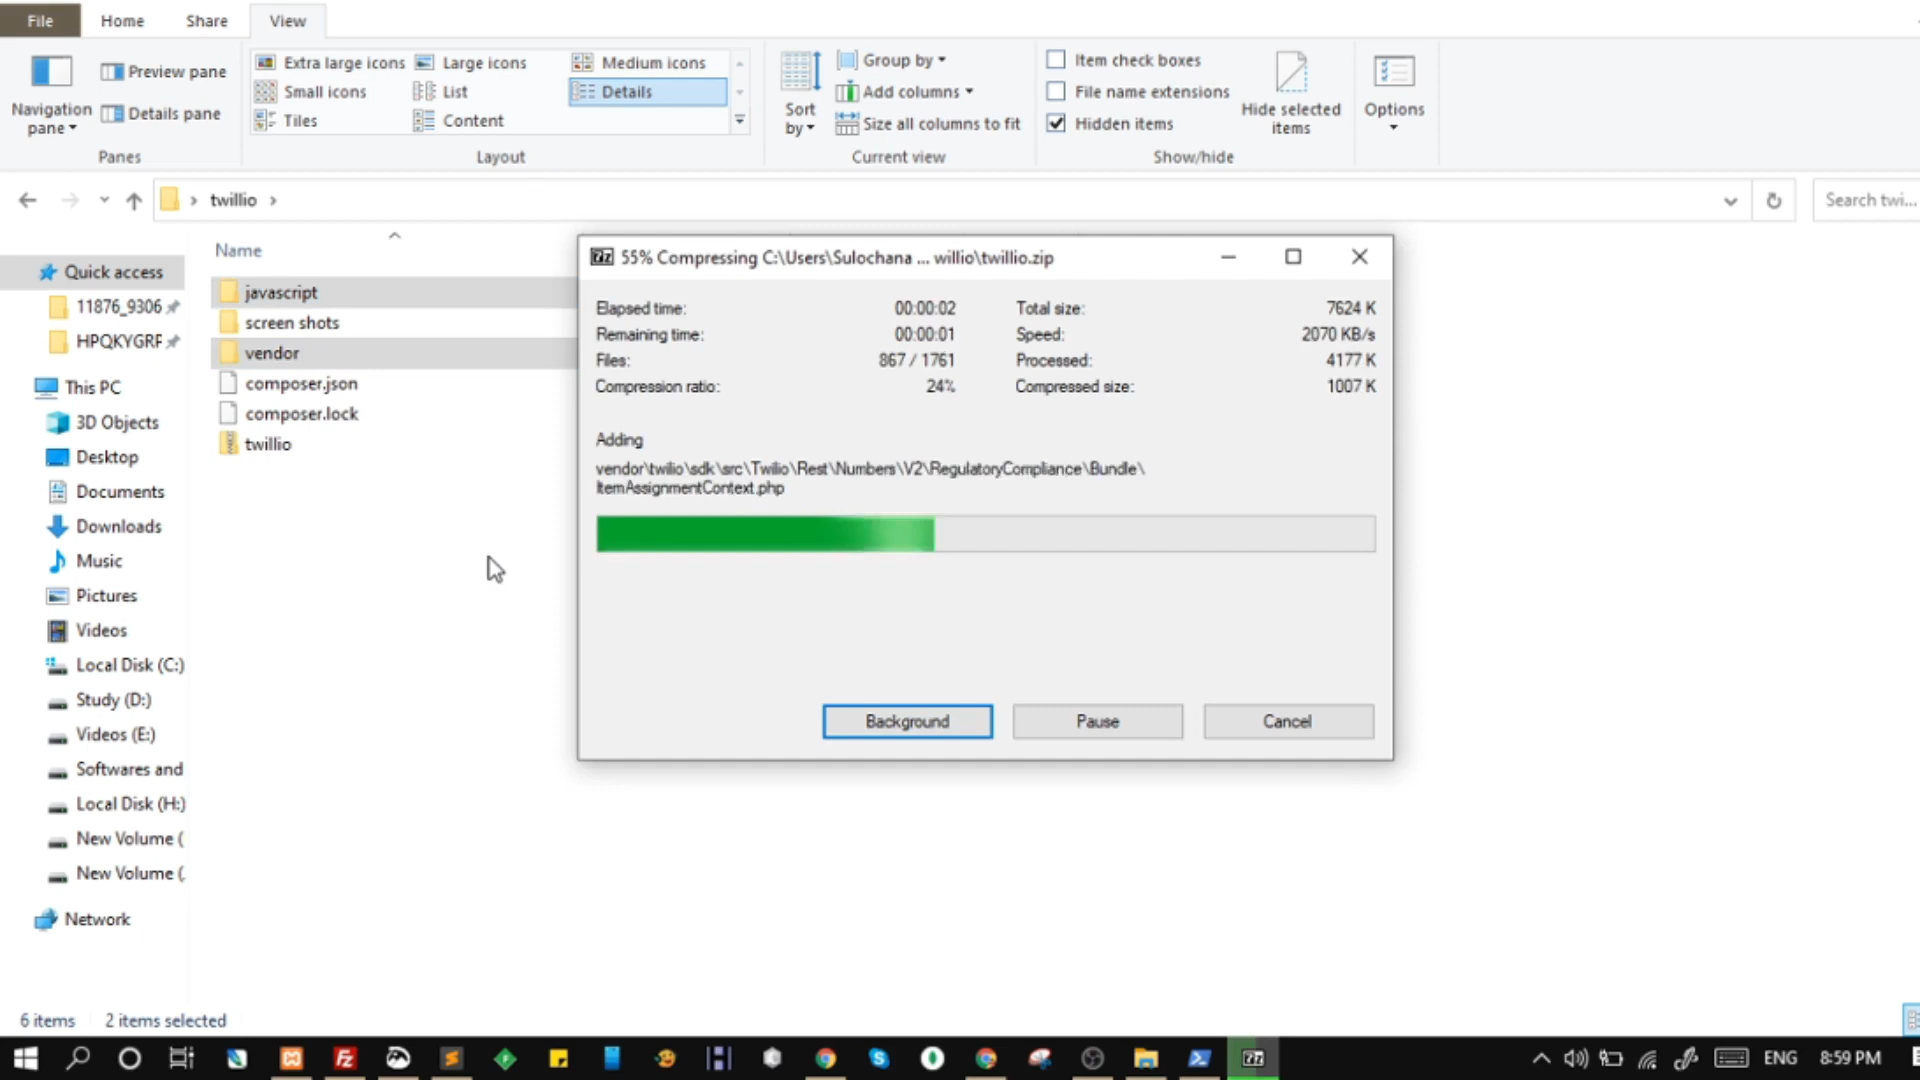 File Home Share View
Extra large icons Large icons Medium icons
Preview pane
Small icons List Details
Navigation pane
Details pane
Tiles Content
Panes
Layout
Sort by
Group by
Add columns
Size all columns to fit
Current view
Item check boxes
File name extensions
Hidden items
Hide selected items
Show/hide
Options
twillio
Search twi...
Name
Quick access
11876_9306
HPQKYGRF
This PC
3D Objects
Desktop
Documents
Downloads
Music
Pictures
Videos
Local Disk (C:)
Study (D:)
Videos (E:)
Softwares and
Local Disk (H:)
New Volume (
New Volume (.
Network
javascript
screen shots
vendor
composer.json
composer.lock
twillio
7z 55% Compressing C:\Users\Sulochana ... willio\twillio.zip
Elapsed time: 00:00:02 Total size: 7624 K
Remaining time: 00:00:01 Speed: 2070 KB/s
Files: 867 / 1761 Processed: 4177 K
Compression ratio: 24% Compressed size: 1007 K
Adding
vendor\twilio\sdk\src\Twilio\Rest\Numbers\V2\RegulatoryCompliance\Bundle\
ItemAssignmentContext.php
Background Pause Cancel
6 items 2 items selected
Fz 7z ENG 8:59 PM